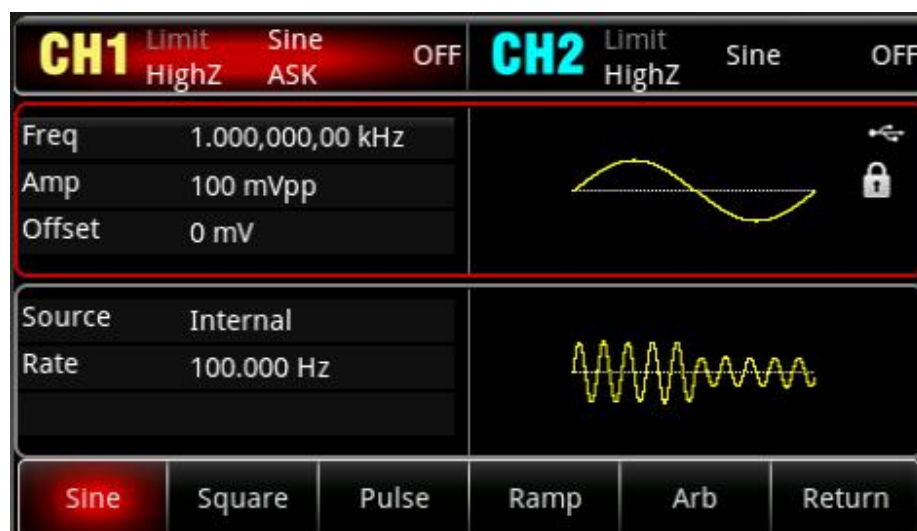 CH1 Limit Sine OFF CH2 Limit Sine OFF
HighZ ASK HighZ
Freq 1.000,000,00 kHz
Amp 100 mVpp
Offset 0 mV
Source Internal
Rate 100.000 Hz
Sine Square Pulse Ramp Arb Return